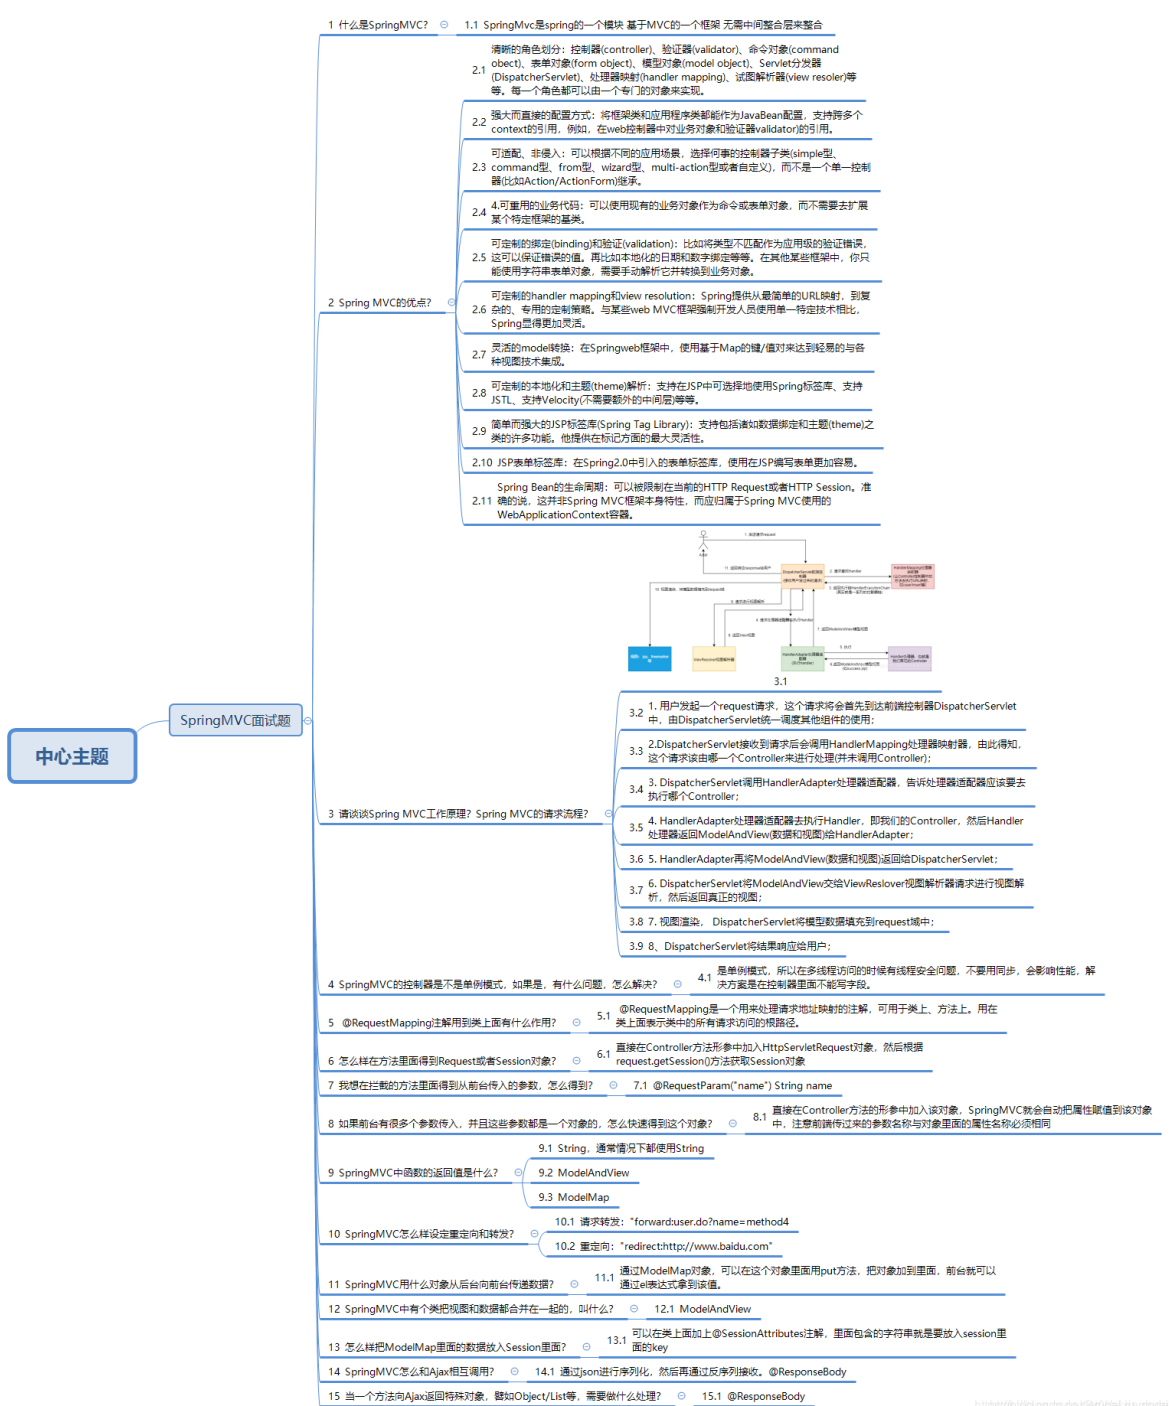 中心主题
SpringMVC面试题
1 什么是SpringMVC？
1.1 SpringMvc是spring的一个模块 基于MVC的一个框架 无需中间整合层来整合
2 Spring MVC的优点？
2.1 清晰的角色划分：控制器(controller)、验证器(validator)、命令对象(command
obect)、表单对象(form object)、模型对象(model object)、Servlet分发器
(DispatcherServlet)、处理器映射(handler mapping)、试图解析器(view resoler)等
等。每一个角色都可以由一个专门的对象来实现。
2.2 强大而直接的配置方式：将框架类和应用程序类都能作为JavaBean配置，支持跨多个
context的引用，例如，在web控制器中对业务对象和验证器validator)的引用。
2.3 可适配、非侵入：可以根据不同的应用场景，选择何事的控制器子类(simple型、
command型、from型、wizard型、multi-action型或者自定义)，而不是一个单一控制
器(比如Action/ActionForm)继承。
2.4 4.可重用的业务代码：可以使用现有的业务对象作为命令或表单对象，而不需要去扩展
某个特定框架的基类。
2.5 可定制的绑定(binding)和验证(validation)：比如将类型不匹配作为应用级的验证错误，
这可以保证错误的值。再比如本地化的日期和数字绑定等等。在其他某些框架中，你只
能使用字符串表单对象，需要手动解析它并转换到业务对象。
2.6 可定制的handler mapping和view resolution：Spring提供从最简单的URL映射，到复
杂的、专用的定制策略。与某些web MVC框架强制开发人员使用单一特定技术相比，
Spring显得更加灵活。
2.7 灵活的model转换：在Springweb框架中，使用基于Map的键/值对来达到轻易的与各
种视图技术集成。
2.8 可定制的本地化和主题(theme)解析：支持在JSP中可选择地使用Spring标签库、支持
JSTL、支持Velocity(不需要额外的中间层)等等。
2.9 简单而强大的JSP标签库(Spring Tag Library)：支持包括诸如数据绑定和主题(theme)之
类的许多功能。他提供在标记方面的最大灵活性。
2.10 JSP表单标签库：在Spring2.0中引入的表单标签库，使用在JSP编写表单更加容易。
2.11 Spring Bean的生命周期：可以被限制在当前的HTTP Request或者HTTP Session。准
确的说，这并非Spring MVC框架本身特性，而应归属于Spring MVC使用的
WebApplicationContext容器。
3 请谈谈Spring MVC工作原理？Spring MVC的请求流程？
3.1
3.2 1. 用户发起一个request请求，这个请求将会首先到达前端控制器DispatcherServlet
中，由DispatcherServlet统一调度其他组件的使用；
3.3 2.DispatcherServlet接收到请求后会调用HandlerMapping处理器映射器，由此得知，
这个请求该由哪一个Controller来进行处理(并未调用Controller)；
3.4 3. DispatcherServlet调用HandlerAdapter处理器适配器，告诉处理器适配器应该要去
执行哪个Controller；
3.5 4. HandlerAdapter处理器适配器去执行Handler，即我们的Controller，然后Handler
处理器返回ModelAndView(数据和视图)给HandlerAdapter；
3.6 5. HandlerAdapter再将ModelAndView(数据和视图)返回给DispatcherServlet；
3.7 6. DispatcherServlet将ModelAndView交给ViewReslover视图解析器请求进行视图解
析，然后返回真正的视图；
3.8 7. 视图渲染， DispatcherServlet将模型数据填充到request域中；
3.9 8、DispatcherServlet将结果响应给用户；
4 SpringMVC的控制器是不是单例模式，如果是，有什么问题，怎么解决？
4.1 是单例模式，所以在多线程访问的时候有线程安全问题，不要用同步，会影响性能，解
决方案是在控制器里面不能写字段。
5 @RequestMapping注解用到类上面有什么作用？
5.1 @RequestMapping是一个用来处理请求地址映射的注解，可用于类上、方法上。用在
类上面表示类中的所有请求访问的根路径。
6 怎么样在方法里面得到Request或者Session对象？
6.1 直接在Controller方法形参中加入HttpServletRequest对象，然后根据
request.getSession()方法获取Session对象
7 我想在拦截的方法里面得到从前台传入的参数，怎么得到？
7.1 @RequestParam("name") String name
8 如果前台有很多个参数传入，并且这些参数都是一个对象的，怎么快速得到这个对象？
8.1 直接在Controller方法的形参中加入该对象，SpringMVC就会自动把属性赋值到该对象
中，注意前端传过来的参数名称与对象里面的属性名称必须相同
9 SpringMVC中函数的返回值是什么？
9.1 String，通常情况下都使用String
9.2 ModelAndView
9.3 ModelMap
10 SpringMVC怎么样设定重定向和转发？
10.1 请求转发："forward:user.do?name=method4
10.2 重定向："redirect:http://www.baidu.com"
11 SpringMVC用什么对象从后台向前台传递数据？
11.1 通过ModelMap对象，可以在这个对象里面用put方法，把对象加到里面，前台就可以
通过el表达式拿到该值。
12 SpringMVC中有个类把视图和数据都合并在一起的，叫什么？
12.1 ModelAndView
13 怎么样把ModelMap里面的数据放入Session里面？
13.1 可以在类上面加上@SessionAttributes注解，里面包含的字符串就是要放入session里
面的key
14 SpringMVC怎么和Ajax相互调用？
14.1 通过json进行序列化，然后再通过反序列接收。@ResponseBody
15 当一个方法向Ajax返回特殊对象，譬如Object/List等，需要做什么处理？
15.1 @ResponseBody